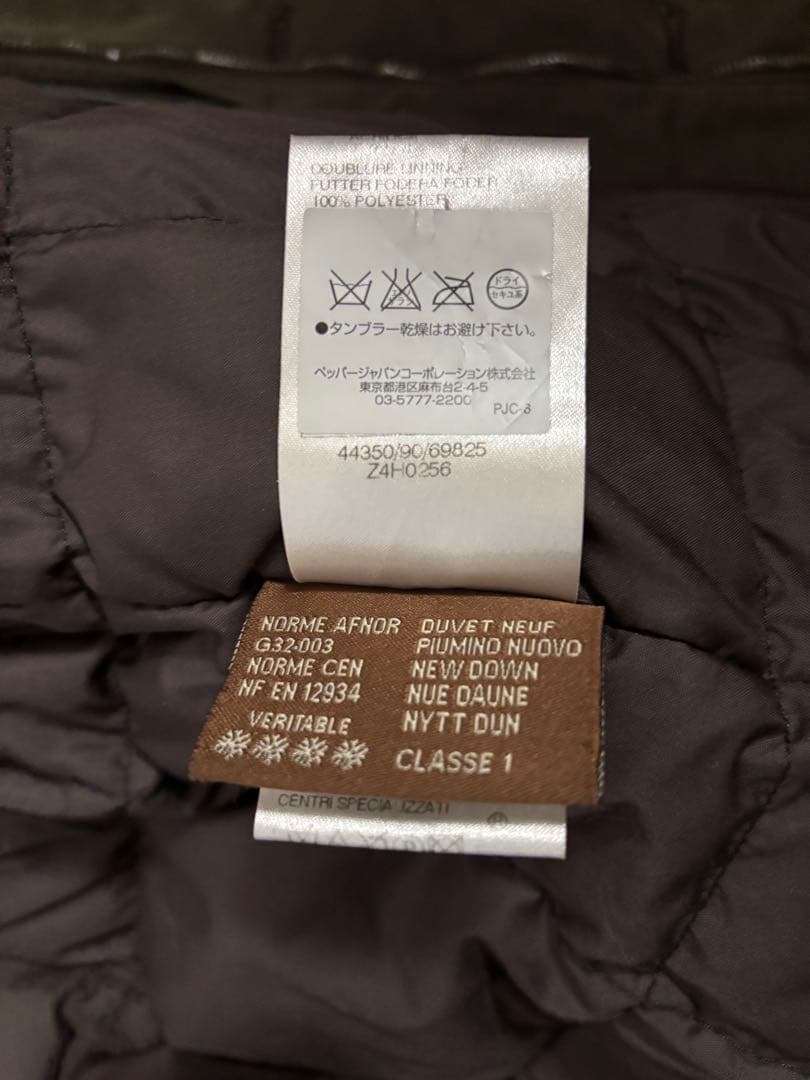 DOUBLURE LINNING
FUTTER FODERA FODER
100% POLYESTER
ドライ
セキユ系
●タンブラー乾燥はお避け下さい。
ペッパージャパンコーポレーション株式会社
東京都港区麻布台2-4-5
03-5777-2200
PJC-3
44350/90/69825
Z4H0256
NORME AFNOR
G32-003
NORME CEN
NF EN 12934
VERITABLE
DUVET NEUF
PIUMINO NUOVO
NEW DOWN
NUE DAUNE
NYTT DUN
CLASSE 1
CENTRI SPECIALIZZATI